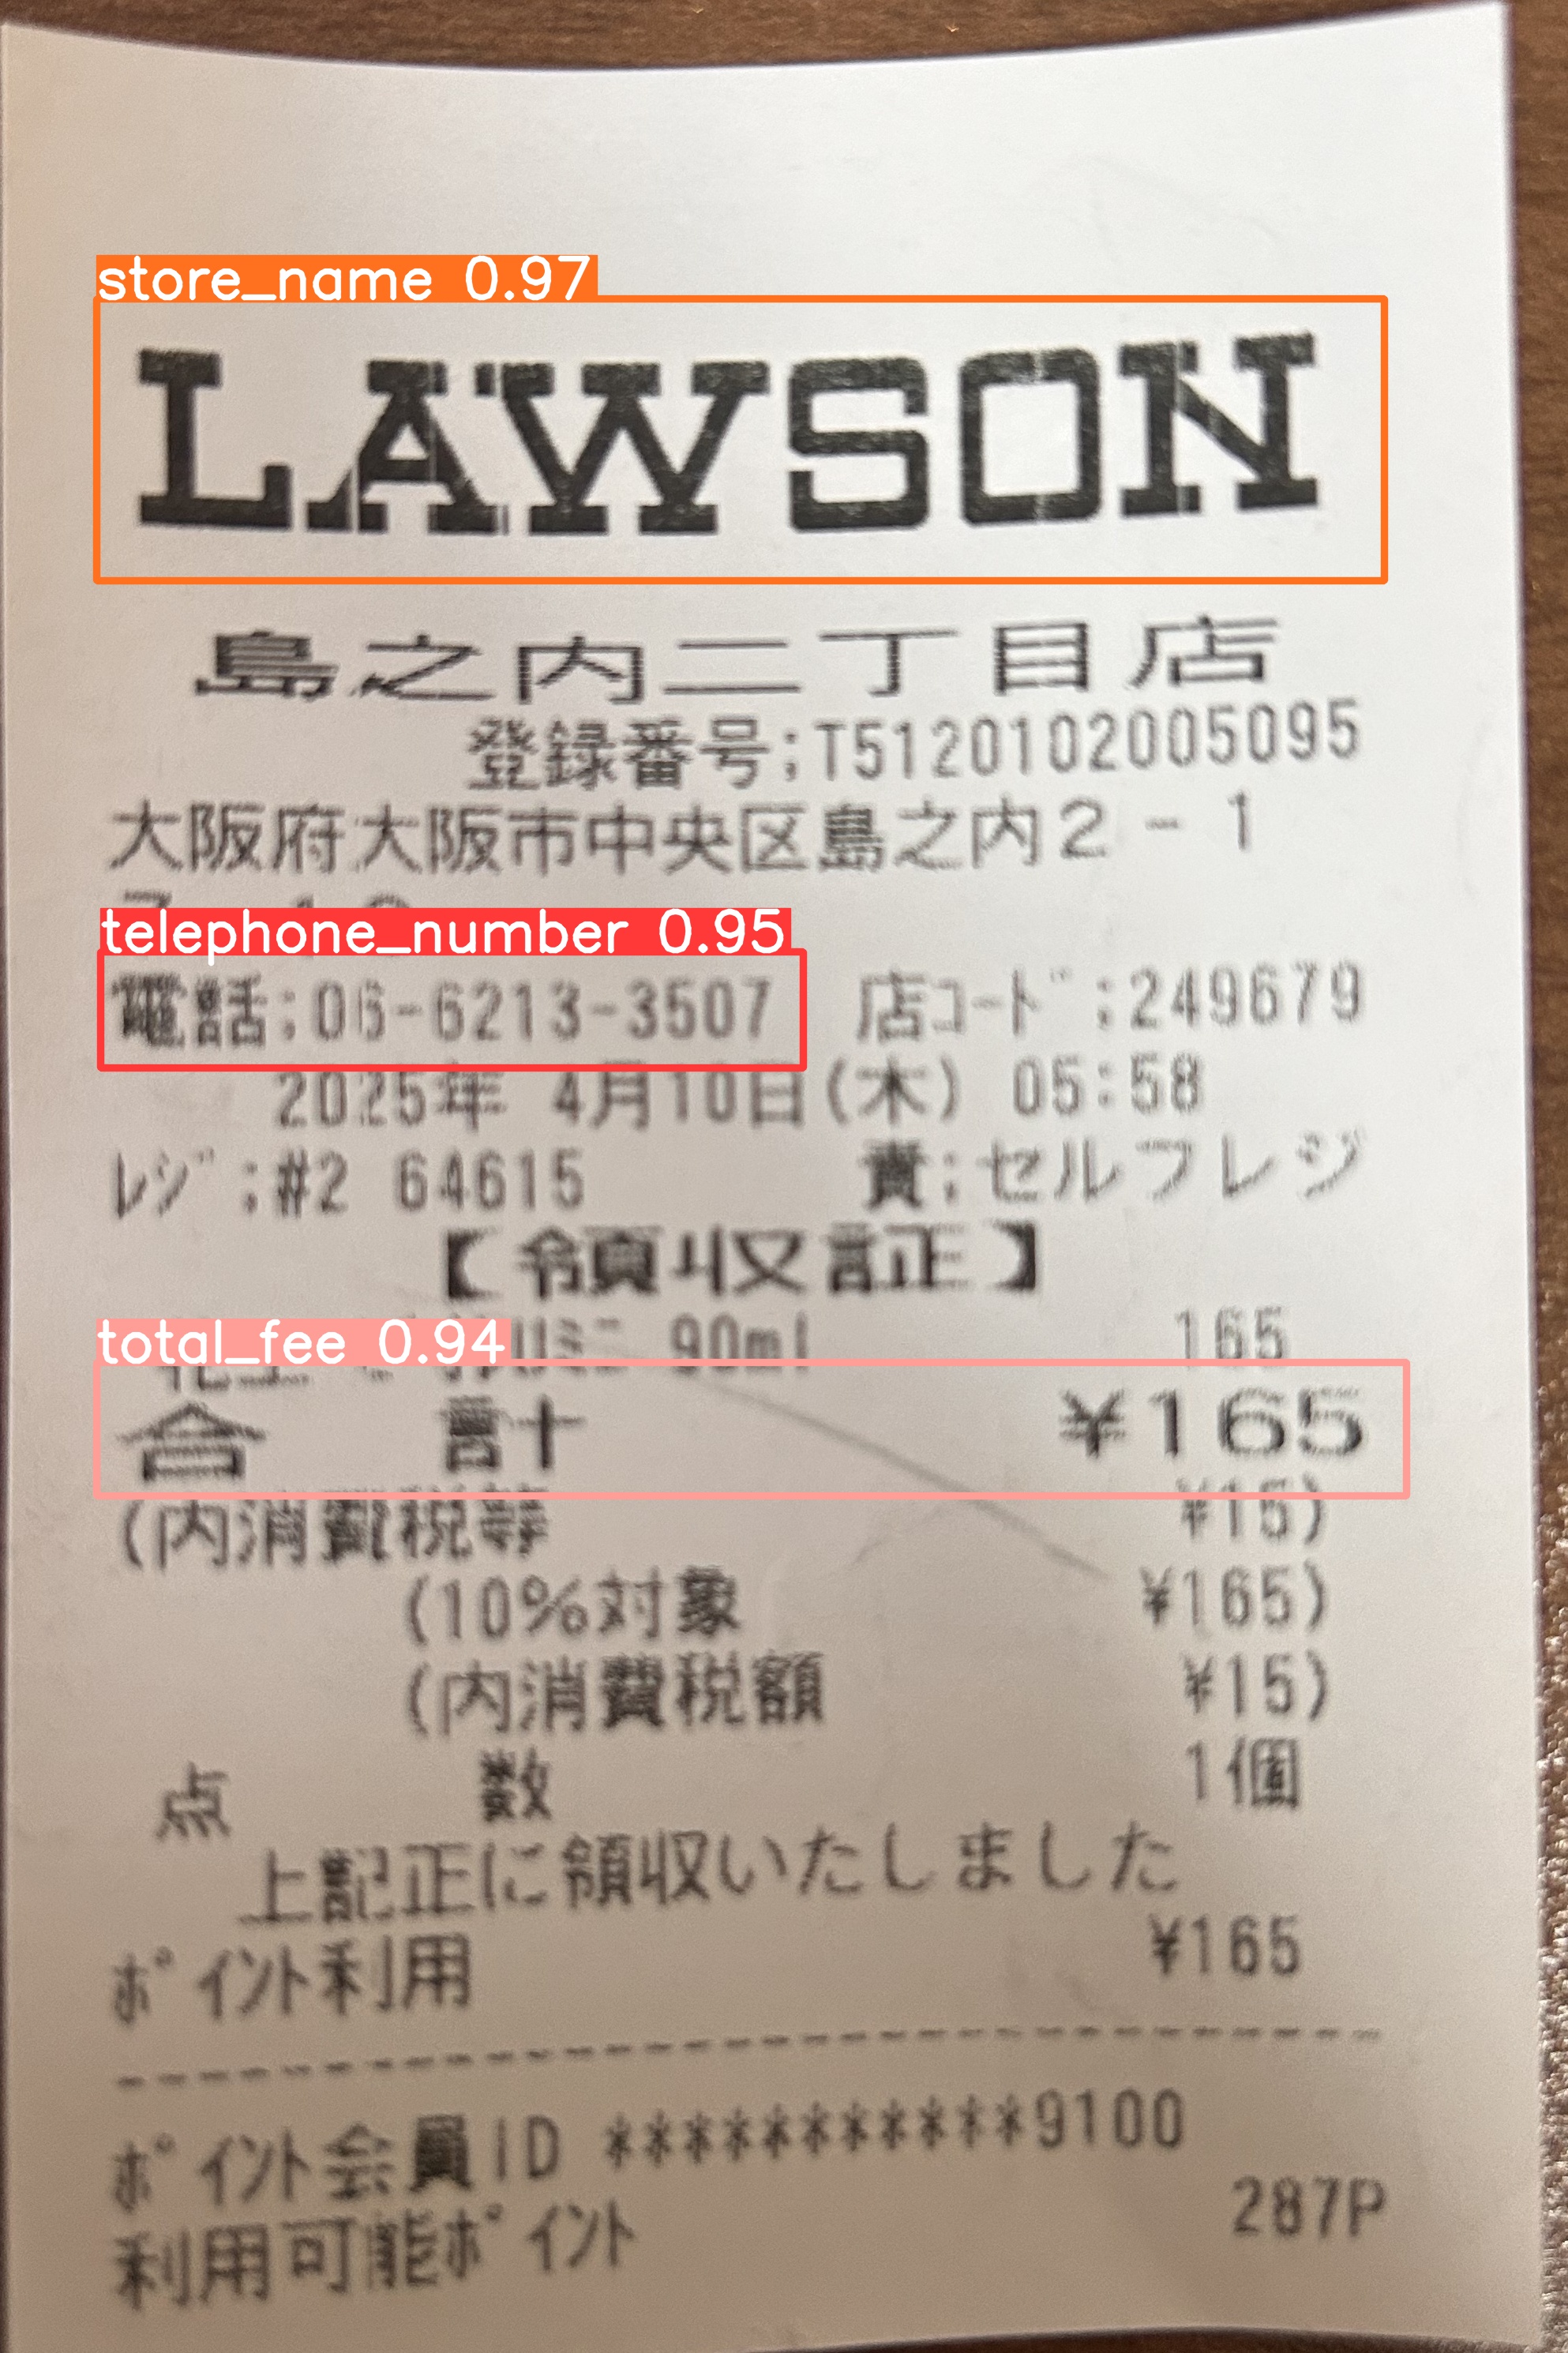 store_name 0.97
LAWSON
島之内二丁目店
登録番号;T5120102005095
大阪府大阪市中央区島之内2-1
telephone_number 0.95
電話:06-6213-3507 店コード:249679
2025年 4月10日(木) 05:58
レジ:#2 64615 責:セルフレジ
【領収証】
total_fee 0.94
ミニ 90ml 165
合 計 ¥165
(内消費税等 ¥15)
(10%対象 ¥165)
(内消費税額 ¥15)
点 数 1個
上記正に領収いたしました
ポイント利用 ¥165
ポイント会員ID ***********9100
利用可能ポイント 287P